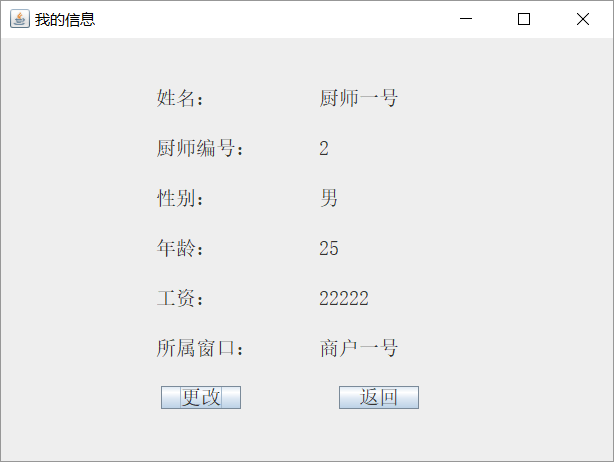 我的信息
姓名： 厨师一号
厨师编号： 2
性别： 男
年龄： 25
工资： 22222
所属窗口： 商户一号
更改 返回